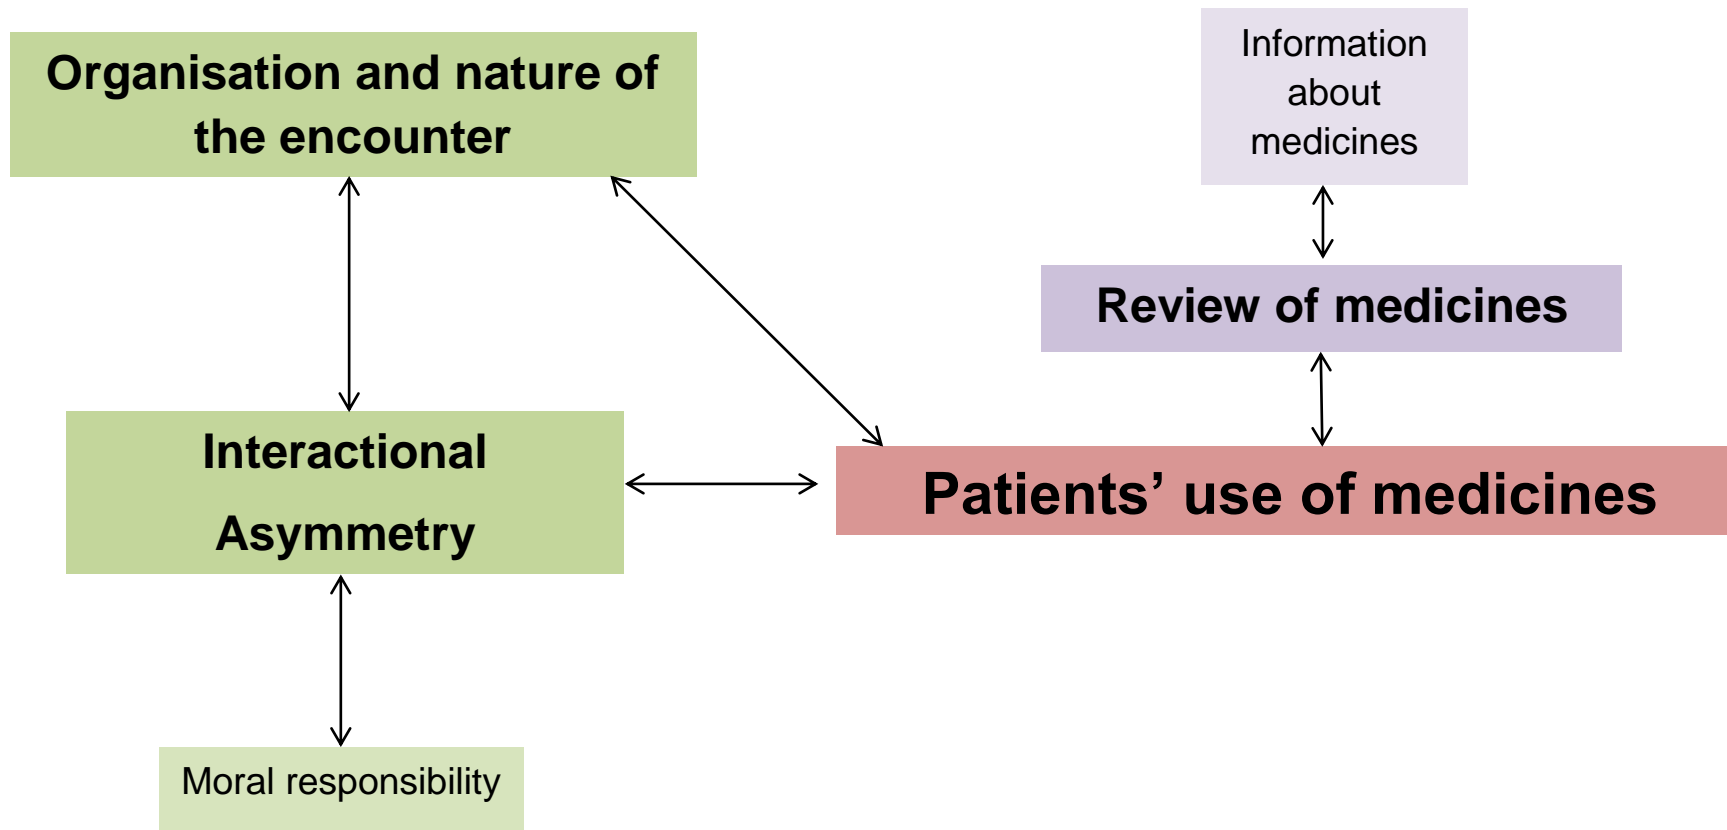 Organisation and nature of
the encounter
Information
about
medicines
Review of medicines
Interactional
Asymmetry
Patients’ use of medicines
Moral responsibility